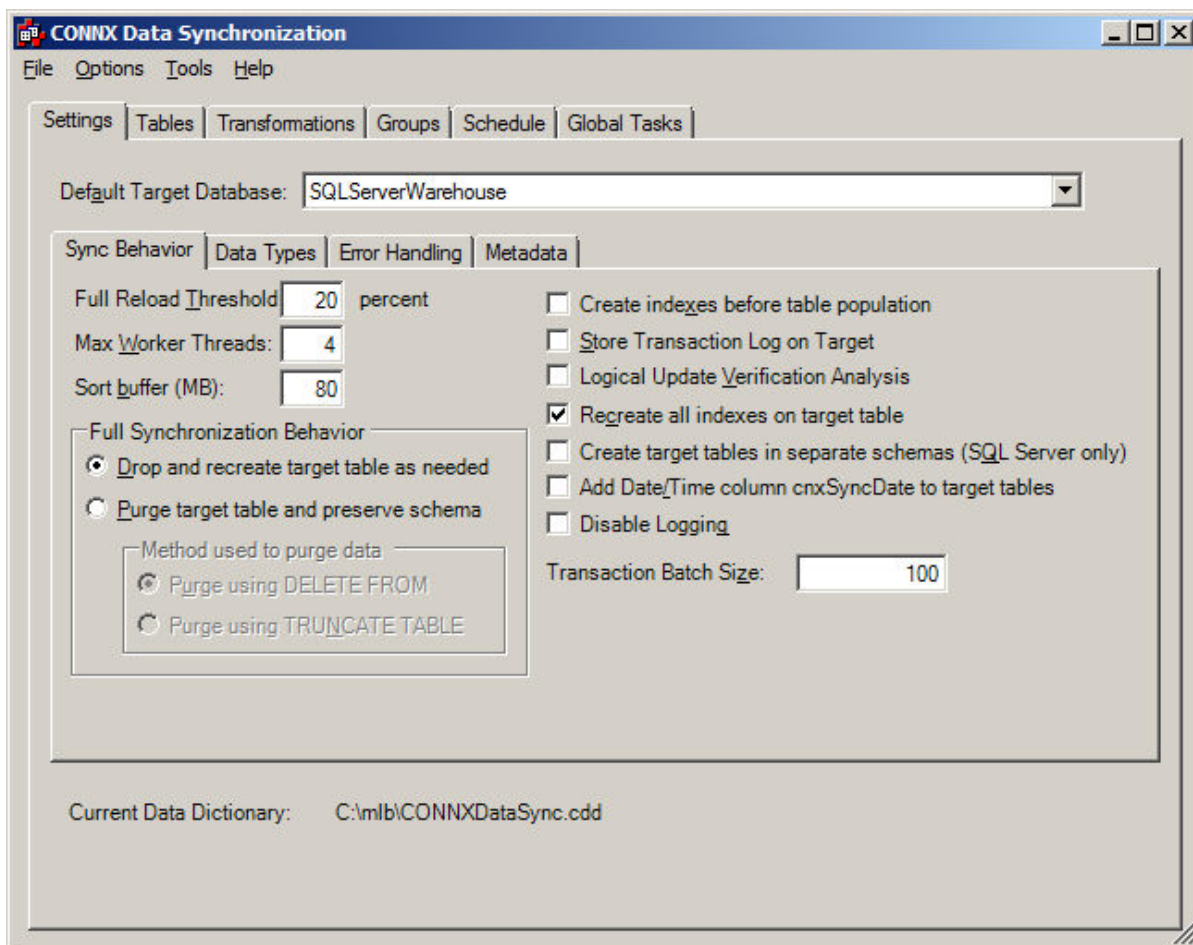 CONNX Data Synchronization
File Options Tools Help
Settings Tables Transformations Groups Schedule Global Tasks
Default Target Database: SQLServerWarehouse
Sync Behavior Data Types Error Handling Metadata
Full Reload Threshold 20 percent
Max Worker Threads: 4
Sort buffer (MB): 80
Full Synchronization Behavior
Drop and recreate target table as needed
Purge target table and preserve schema
Method used to purge data
Purge using DELETE FROM
Purge using TRUNCATE TABLE
Create indexes before table population
Store Transaction Log on Target
Logical Update Verification Analysis
Recreate all indexes on target table
Create target tables in separate schemas (SQL Server only)
Add Date/Time column cnxSyncDate to target tables
Disable Logging
Transaction Batch Size: 100
Current Data Dictionary: C:\mlb\CONNXDataSync.cdd